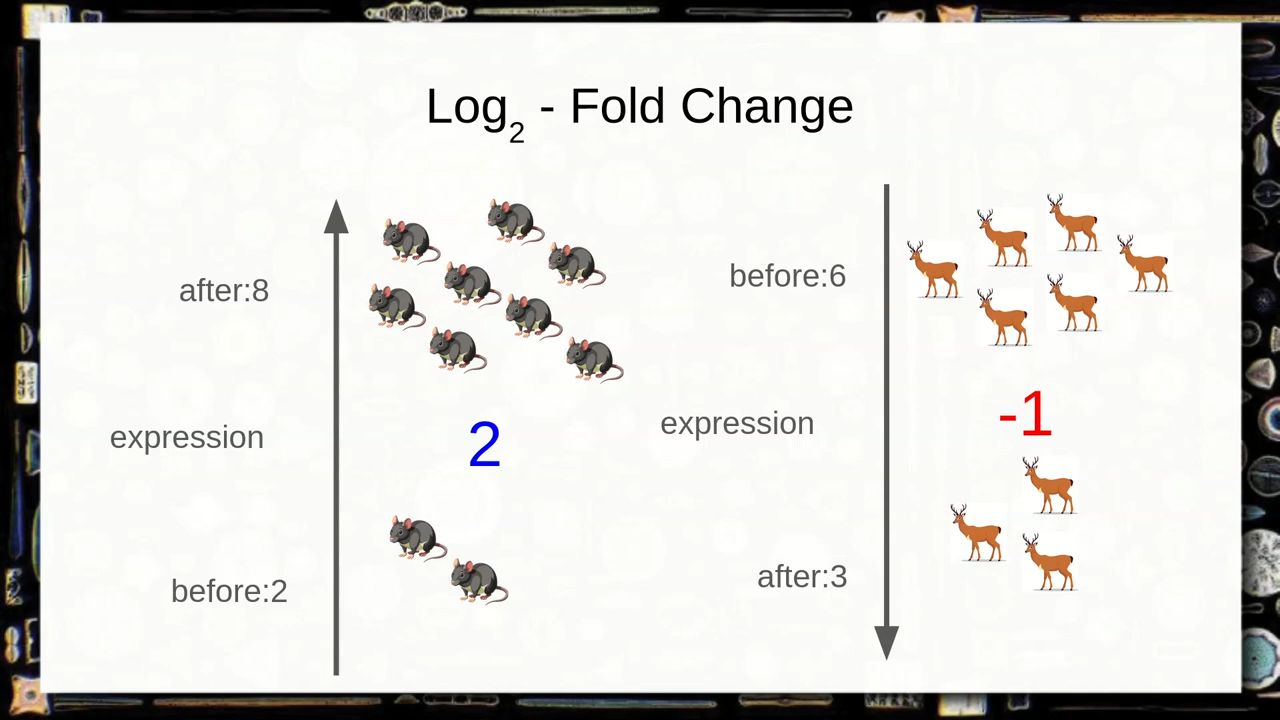 Log₂ - Fold Change
after:8
expression
before:2
2
before:6
expression
after:3
-1